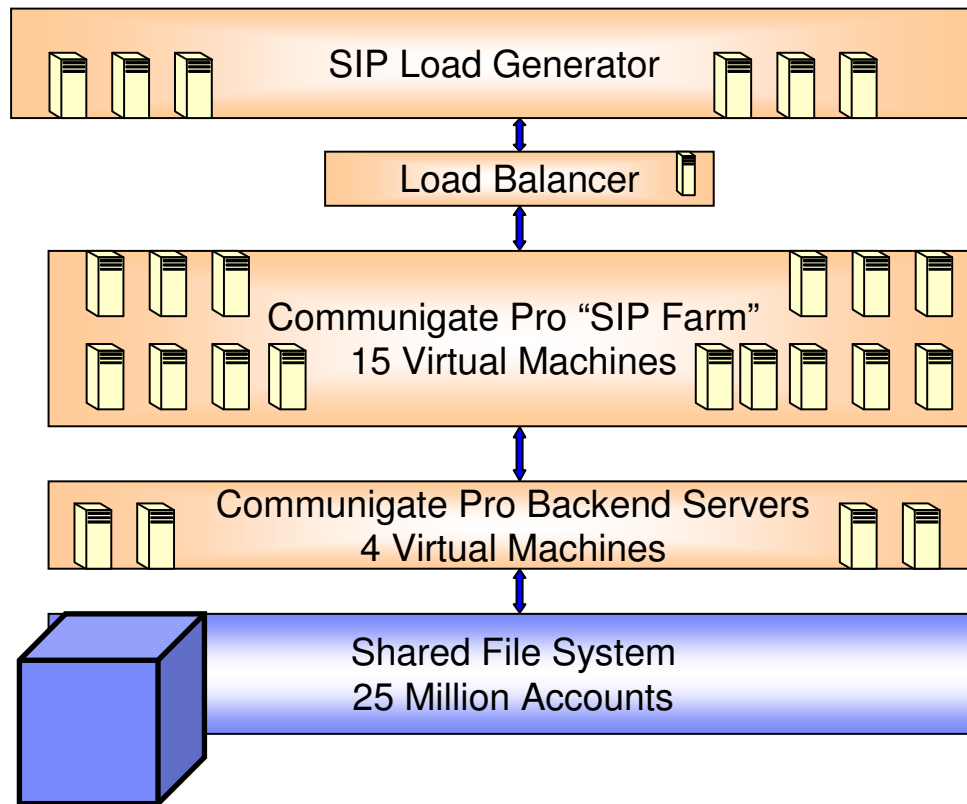 SIP Load Generator
Load Balancer
Communigate Pro “SIP Farm”
15 Virtual Machines
Communigate Pro Backend Servers
4 Virtual Machines
Shared File System
25 Million Accounts